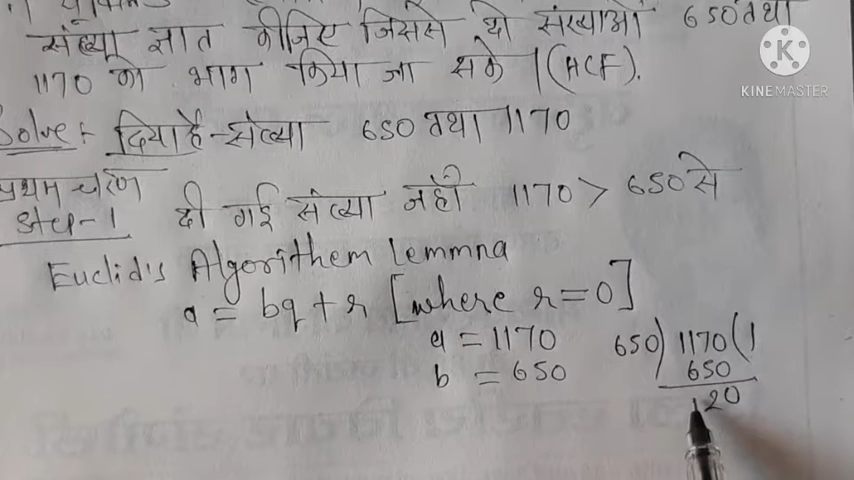 संख्या ज्ञात कीजिए जिससे दो संख्याओं 650 तथा
1170 को भाग किया जा सके।(HCF).
KINEMASTER
Solve:- दिया है - संख्या 650 तथा 1170
प्रथम चरण
Step-1 दी गई संख्या जहाँ 1170 > 650 से
Euclid's Algorithem Lemmna
a = bq + r [where r = 0]
a = 1170 650) 1170 (1
b = 650 650
120